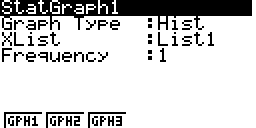 StatGraph1
Graph Type :Hist
XList :List1
Frequency :1
GPH1 GPH2 GPH3